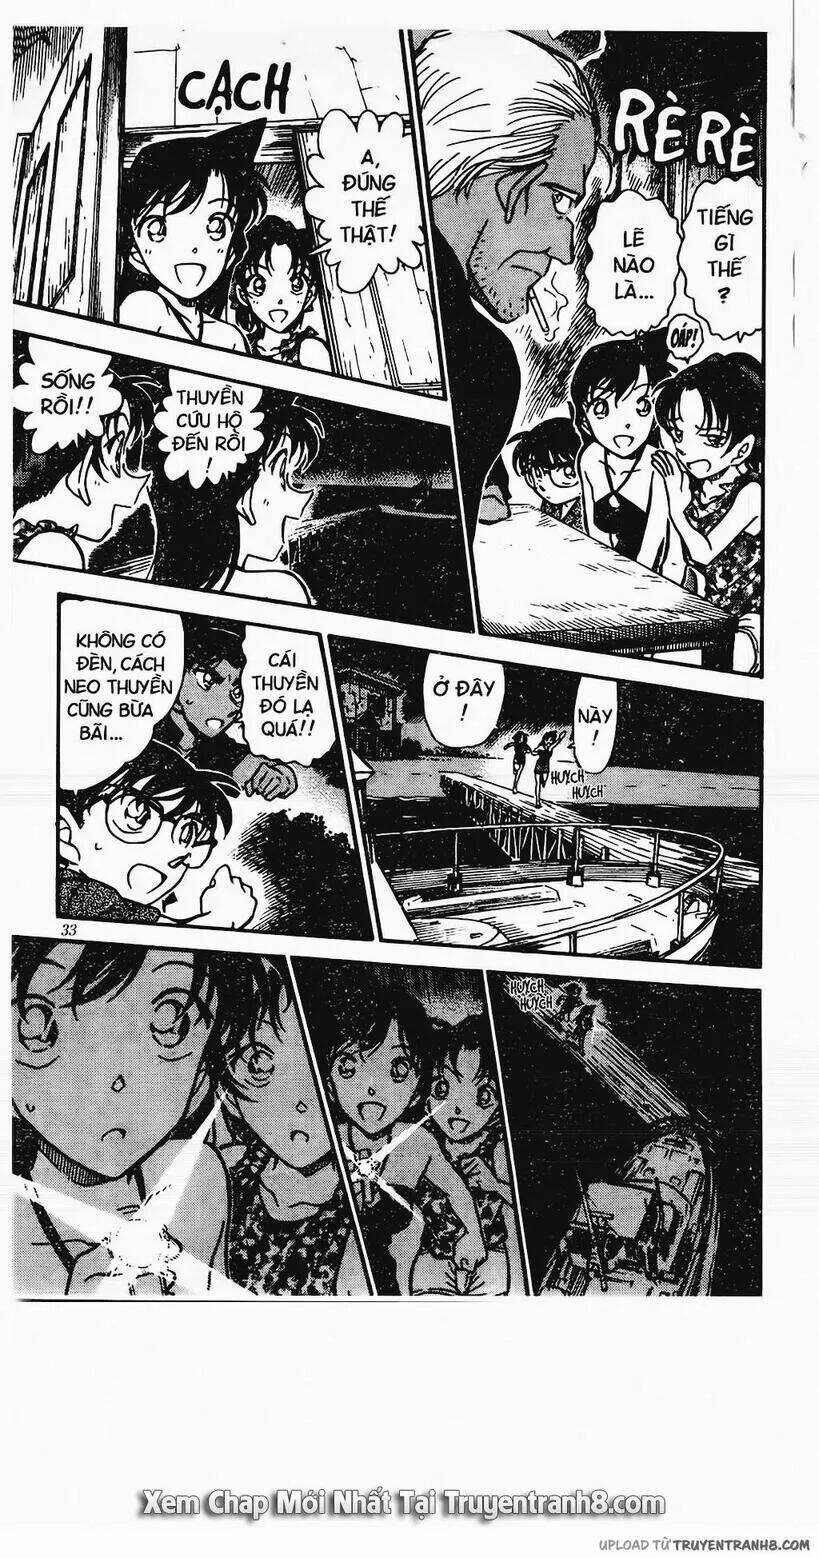 RÈ RÈ
TIẾNG
GÌ
THẾ
?
LẼ
NÀO
LÀ...
OÁP!
CẠCH
A,
ĐÚNG
THẾ
THẬT!
THUYỀN
CỨU HỘ
ĐẾN RỒI
!
SỐNG
RỒI!!
NÀY
!
Ở ĐÂY
!
HUỴCH
HUỴCH
CÁI
THUYỀN
ĐÓ LẠ
QUÁ!!
KHÔNG CÓ
ĐÈN, CÁCH
NEO THUYỀN
CŨNG BỪA
BÃI...
33
HUỴCH
HUỴCH
Xem Chap Mới Nhất Tại Truyentranh8.com
UPLOAD TỪ TRUYENTRANH8.COM